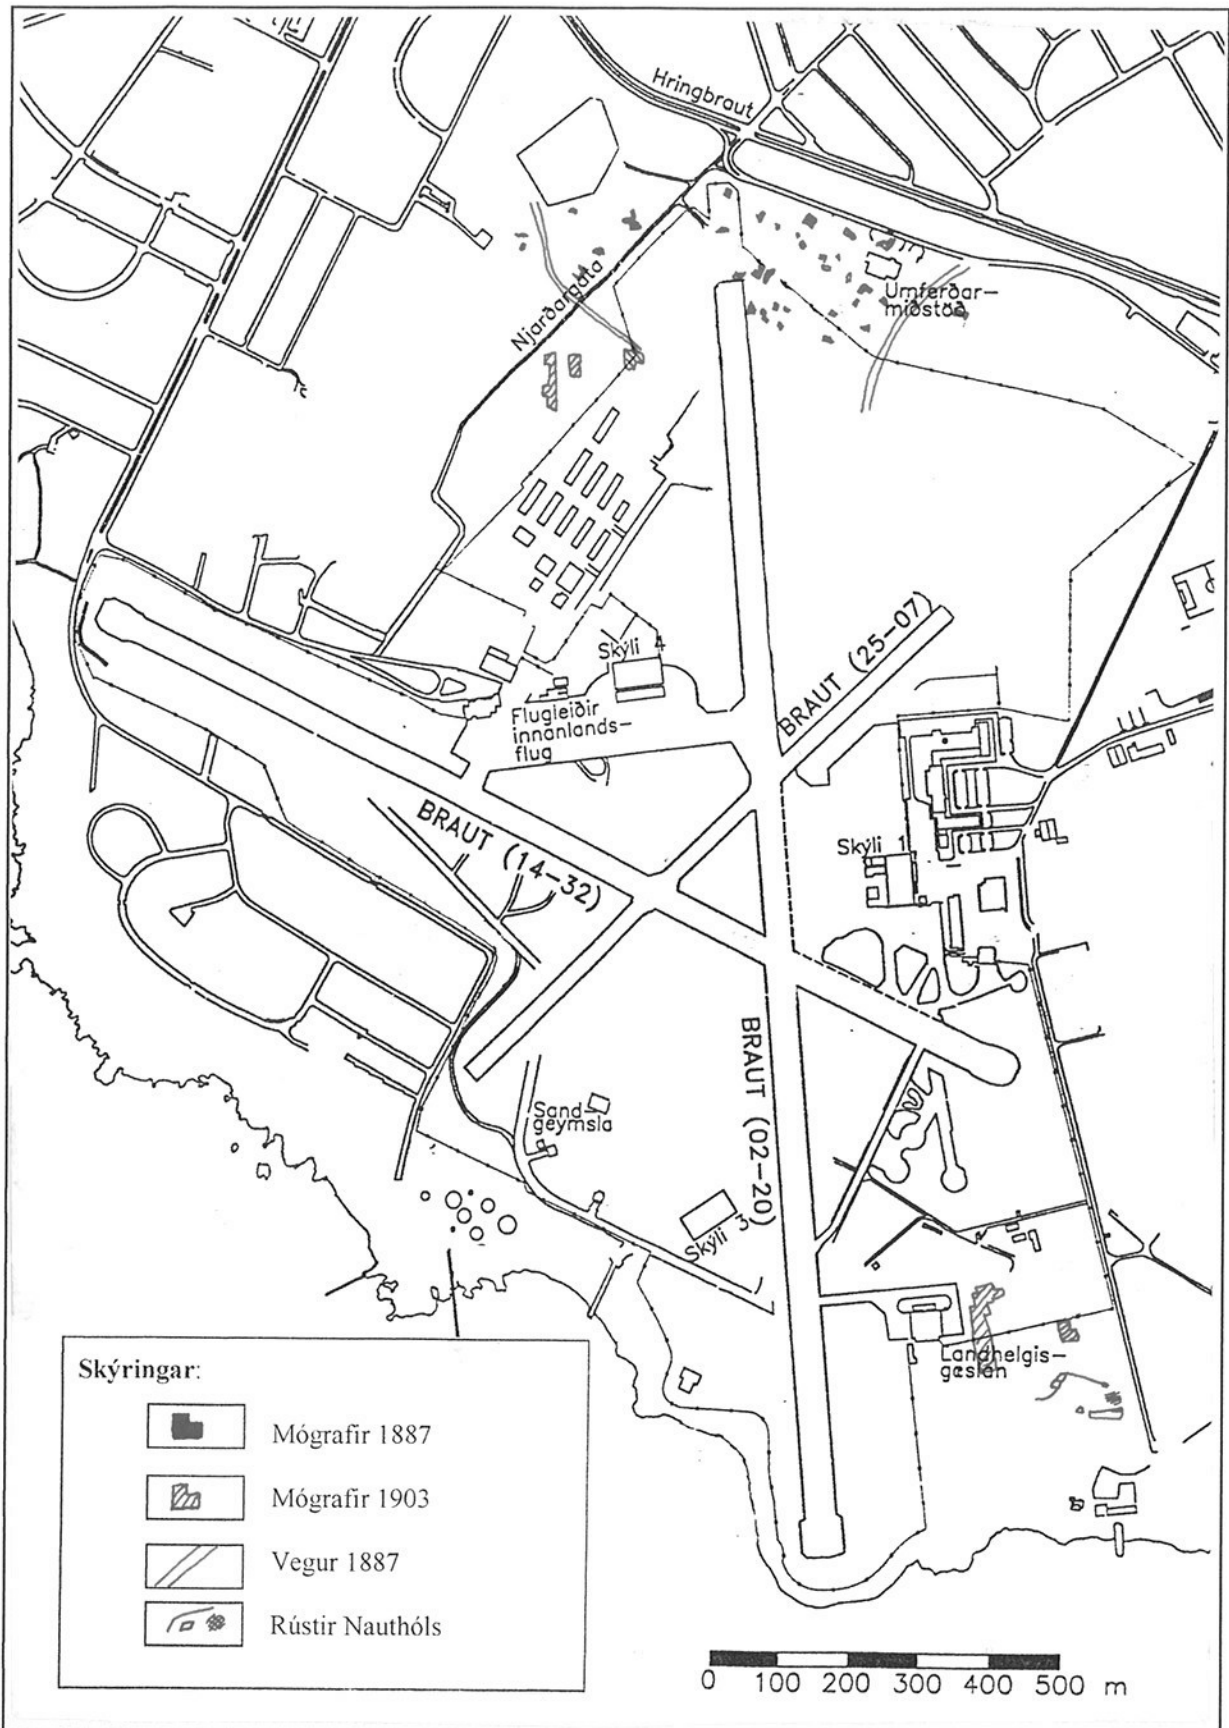 Hringbraut
Njarðargata
Umferðar-
miðstöð
BRAUT (25-07)
Skýli 4
Flugleiðir
innanlands-
flug
BRAUT (14-32)
Skýli 1
BRAUT (02-20)
Sand-
geymsla
Skýli 3
Landhelgis-
gæslan
Skýringar:
Mógrafir 1887
Mógrafir 1903
Vegur 1887
Rústir Nauthóls
0 100 200 300 400 500 m